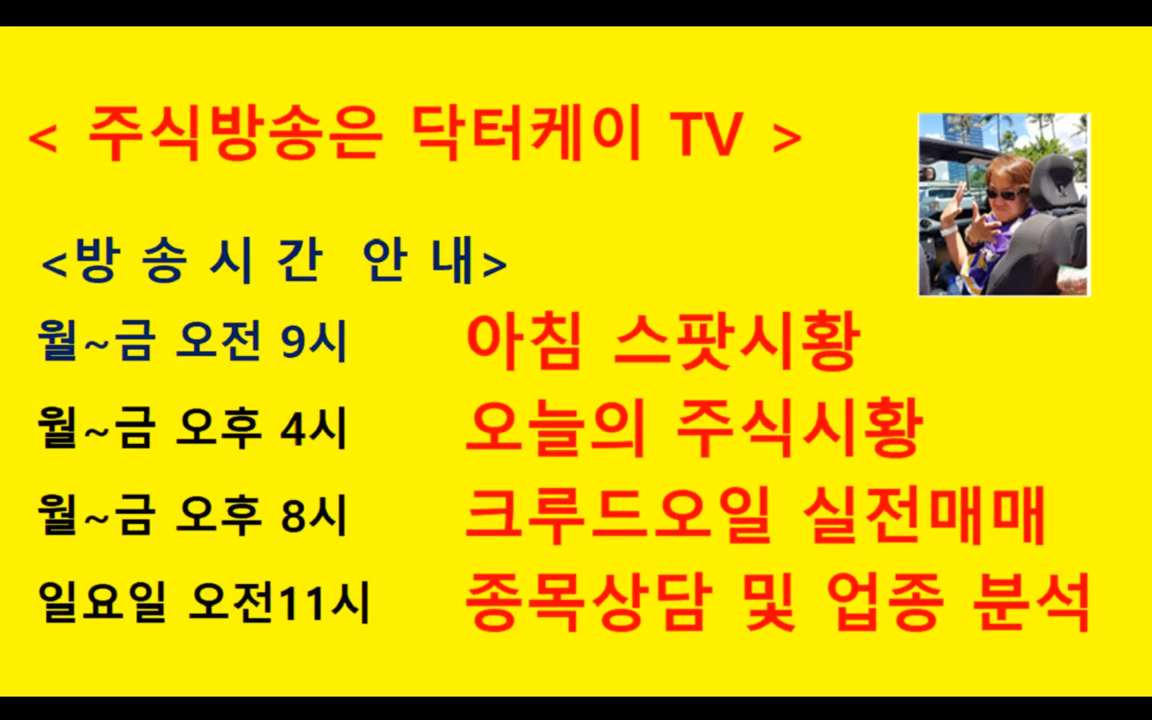 < 주식방송은 닥터케이 TV >
<방 송 시 간 안 내>
월~금 오전 9시 아침 스팟시황
월~금 오후 4시 오늘의 주식시황
월~금 오후 8시 크루드오일 실전매매
일요일 오전11시 종목상담 및 업종 분석